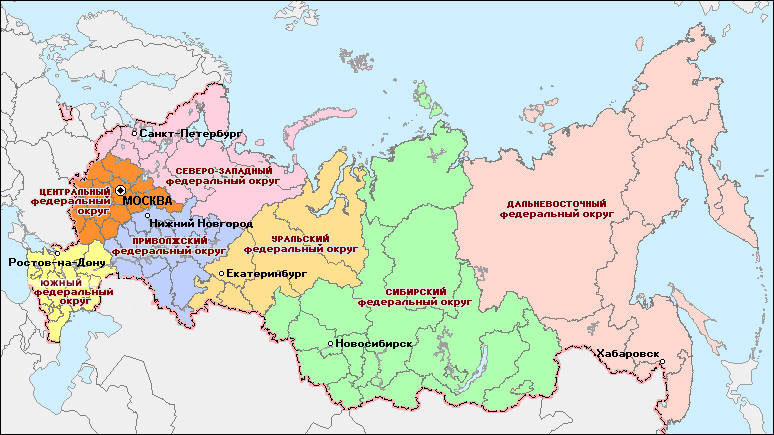 Санкт-Петербург
СЕВЕРО-ЗАПАДНЫЙ
федеральный округ
ЦЕНТРАЛЬНЫЙ
федеральный
округ
МОСКВА
Нижний Новгород
ДАЛЬНЕВОСТОЧНЫЙ
федеральный округ
ПРИВОЛЖСКИЙ
федеральный округ
УРАЛЬСКИЙ
федеральный округ
Ростов-на-Дону
Екатеринбург
ЮЖНЫЙ
федеральный
округ
СИБИРСКИЙ
федеральный округ
Новосибирск
Хабаровск